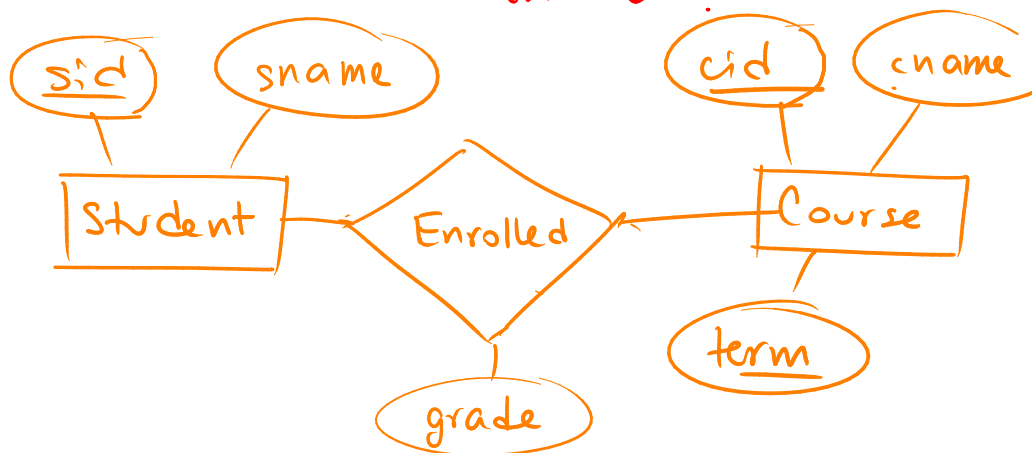 sid
sname
cid
cname
Student
Enrolled
Course
term
grade